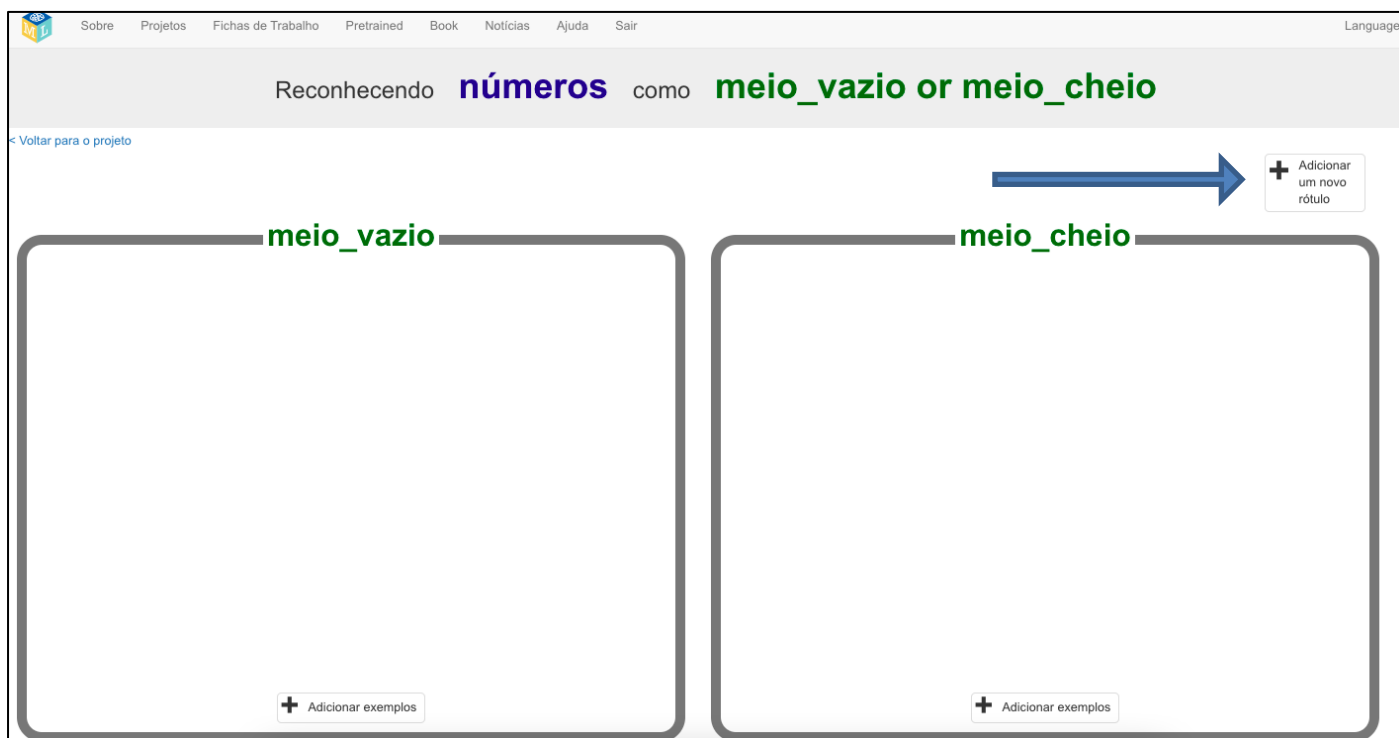 ML
Sobre Projetos Fichas de Trabalho Pretrained Book Notícias Ajuda Sair Language
Reconhecendo números como meio_vazio or meio_cheio
< Voltar para o projeto
Adicionar
um novo
rótulo
meio_vazio
meio_cheio
Adicionar exemplos
Adicionar exemplos